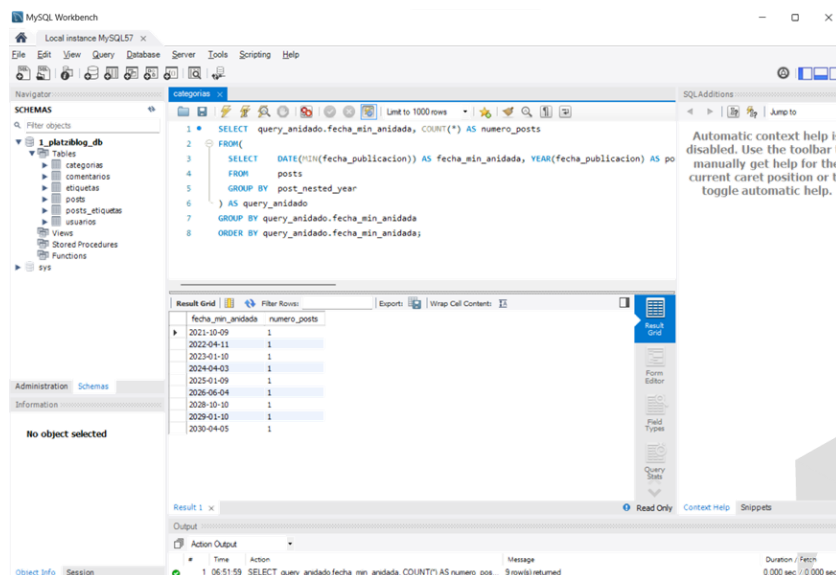 MySQL Workbench
Local instance MySQL57
File Edit View Query Database Server Tools Scripting Help
Navigator
SCHEMAS
Filter objects
1_platziblog_db
Tables
categorias
comentarios
etiquetas
posts
posts_etiquetas
usuarios
Views
Stored Procedures
Functions
sys
Administration Schemas
Information
No object selected
Object Info Session
categorias
Limit to 1000 rows
1 SELECT query_anidado.fecha_min_anidada, COUNT(*) AS numero_posts
2 FROM(
3 SELECT DATE(MIN(fecha_publicacion)) AS fecha_min_anidada, YEAR(fecha_publicacion) AS po
4 FROM posts
5 GROUP BY post_nested_year
6 ) AS query_anidado
7 GROUP BY query_anidado.fecha_min_anidada
8 ORDER BY query_anidado.fecha_min_anidada;
Result Grid Filter Rows: Export: Wrap Cell Content:
fecha_min_anidada numero_posts
2021-10-09 1
2022-04-11 1
2023-01-10 1
2024-04-03 1
2025-01-09 1
2026-06-04 1
2028-10-10 1
2029-01-10 1
2030-04-05 1
Result Grid
Form Editor
Field Types
Query Stats
Result 1
Read Only
Output
Action Output
# Time Action Message Duration / Fetch
1 06:51:59 SELECT query_anidado.fecha_min_anidada, COUNT(*) AS numero_pos... 9 row(s) returned 0.000 sec / 0.000 sec
SQLAdditions
Jump to
Automatic context help is
disabled. Use the toolbar
manually get help for the
current caret position or t
toggle automatic help.
Context Help Snippets